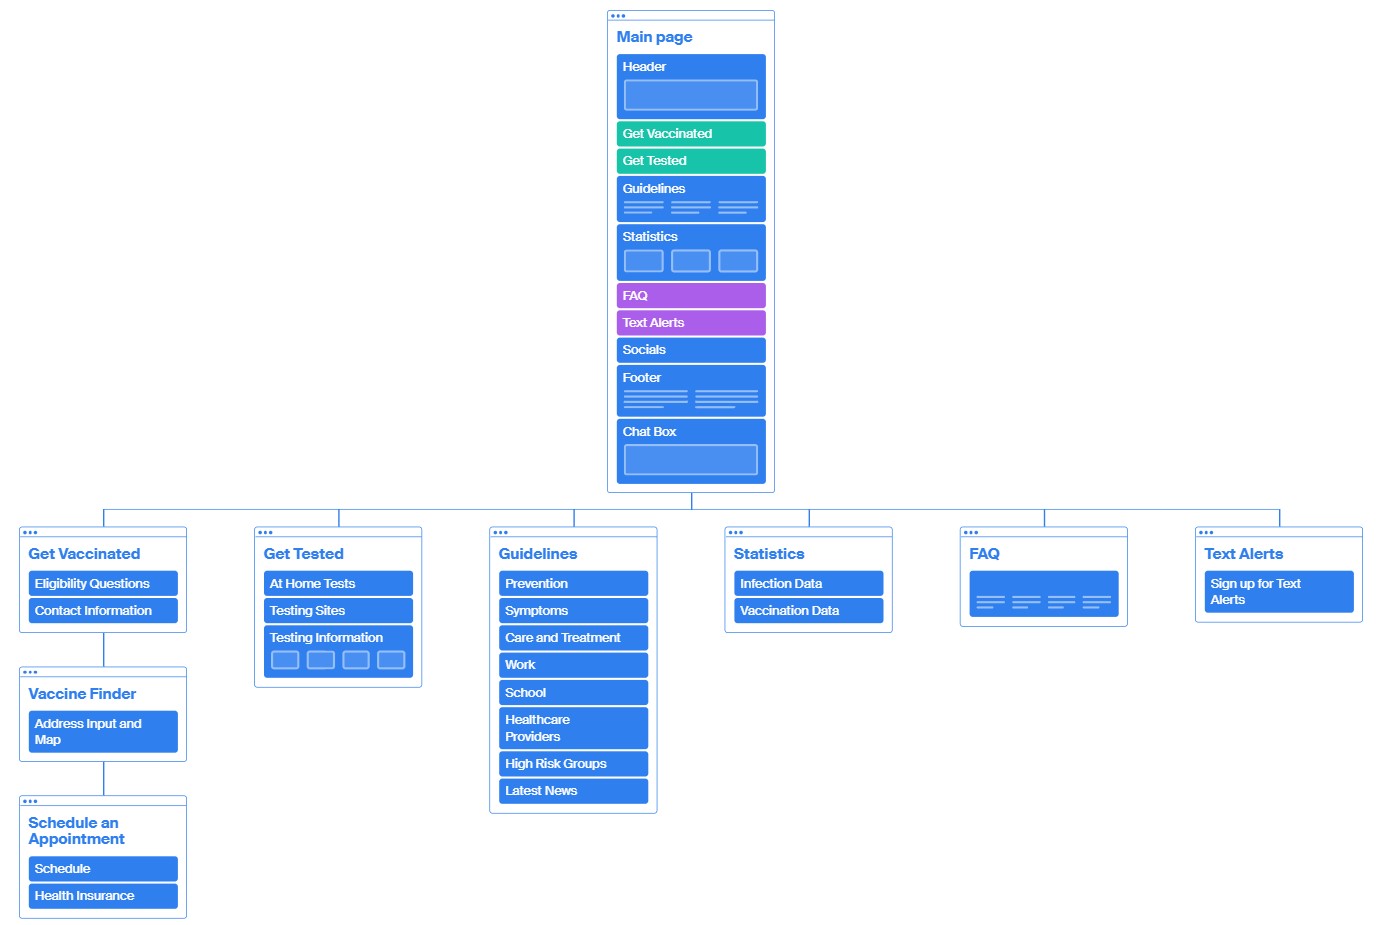 Main page
Header
Get Vaccinated
Get Tested
Guidelines
Statistics
FAQ
Text Alerts
Socials
Footer
Chat Box
Get Vaccinated
Eligibility Questions
Contact Information
Vaccine Finder
Address Input and
Map
Schedule an
Appointment
Schedule
Health Insurance
Get Tested
At Home Tests
Testing Sites
Testing Information
Guidelines
Prevention
Symptoms
Care and Treatment
Work
School
Healthcare
Providers
High Risk Groups
Latest News
Statistics
Infection Data
Vaccination Data
FAQ
Text Alerts
Sign up for Text
Alerts